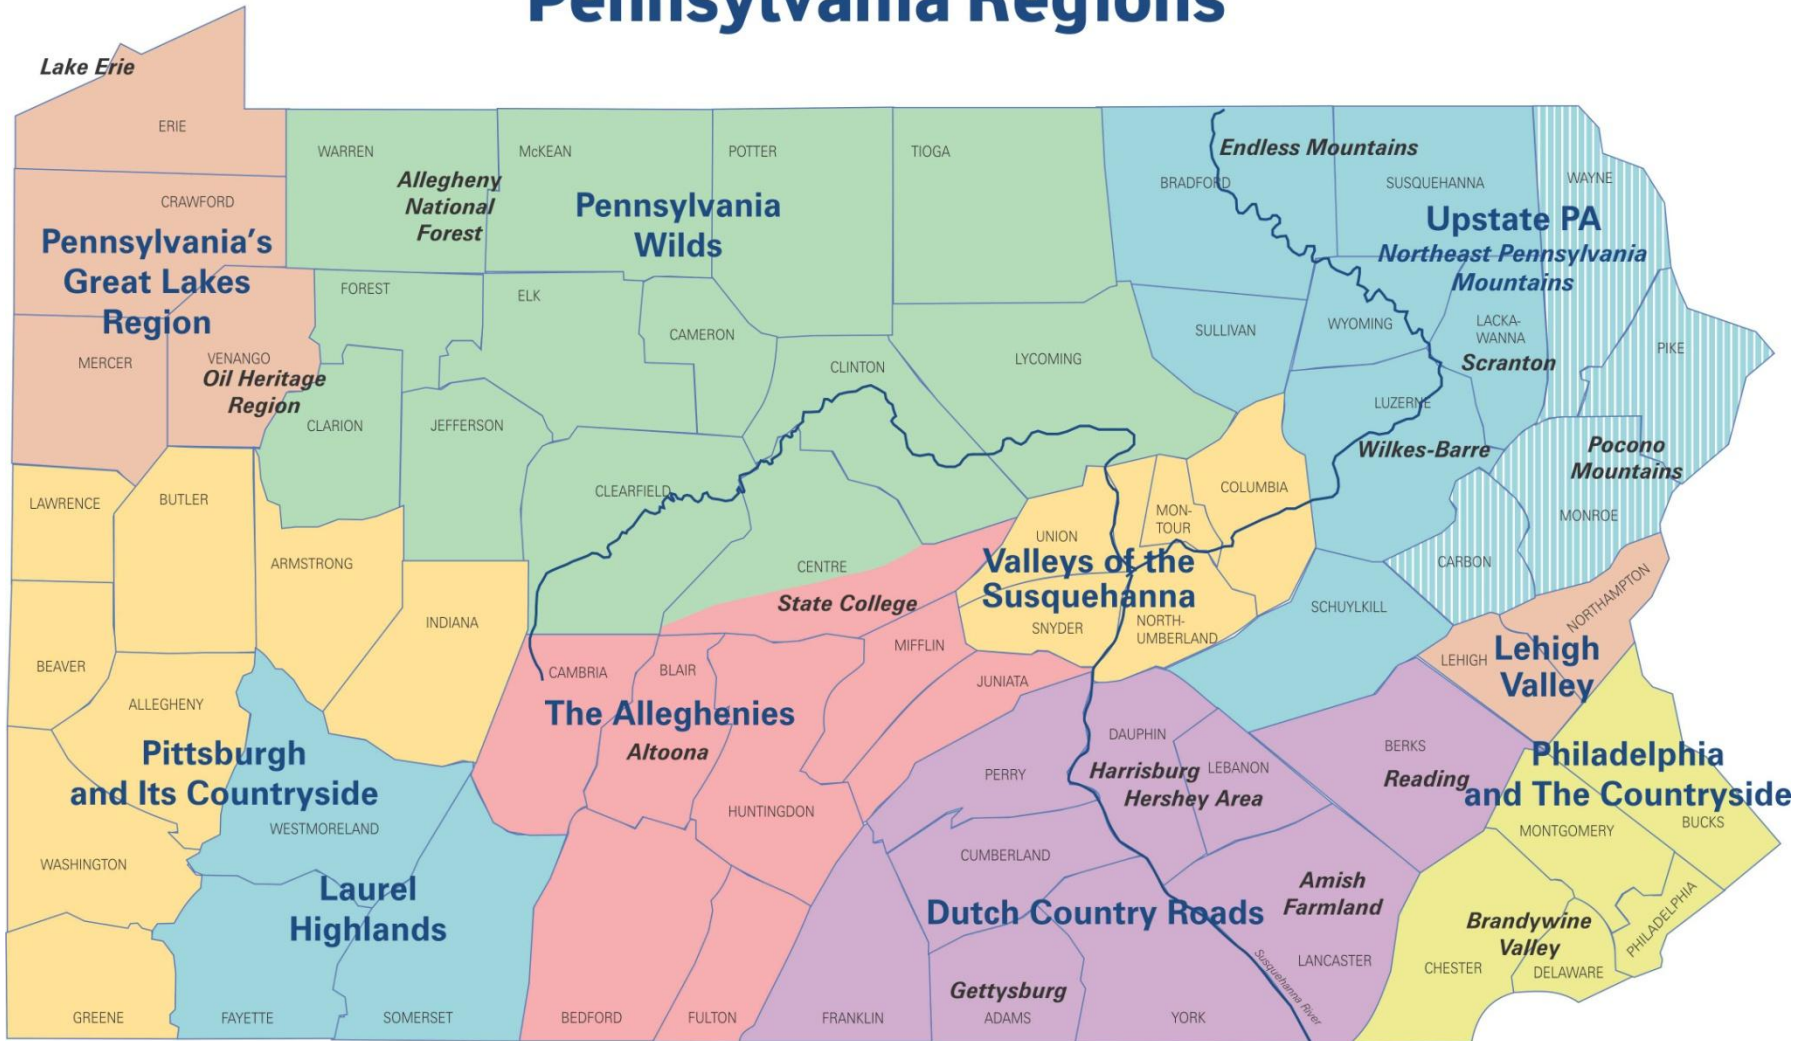 Pennsylvania Regions
Lake Erie
ERIE
CRAWFORD
Pennsylvania's
Great Lakes
Region
MERCER
VENANGO
Oil Heritage
Region
WARREN
Allegheny
National
Forest
McKEAN
POTTER
TIOGA
Pennsylvania
Wilds
FOREST
ELK
CAMERON
CLINTON
LYCOMING
CLARION
JEFFERSON
CLEARFIELD
CENTRE
BRADFORD
Endless Mountains
SUSQUEHANNA
WAYNE
Upstate PA
Northeast Pennsylvania
Mountains
SULLIVAN
WYOMING
LACKA-
WANNA
Scranton
PIKE
LUZERNE
Wilkes-Barre
Pocono
Mountains
MONROE
CARBON
SCHUYLKILL
LAWRENCE
BUTLER
ARMSTRONG
INDIANA
BEAVER
ALLEGHENY
Pittsburgh
and Its Countryside
WASHINGTON
GREENE
WESTMORELAND
Laurel
Highlands
FAYETTE
SOMERSET
State College
CAMBRIA
BLAIR
MIFFLIN
JUNIATA
The Alleghenies
Altoona
HUNTINGDON
BEDFORD
FULTON
COLUMBIA
MON-
TOUR
UNION
Valleys of the
Susquehanna
SNYDER
NORTH-
UMBERLAND
PERRY
DAUPHIN
LEBANON
Harrisburg
Hershey Area
BERKS
Reading
CUMBERLAND
Dutch Country Roads
Amish
Farmland
LANCASTER
Susquehanna River
FRANKLIN
Gettysburg
ADAMS
YORK
NORTHAMPTON
LEHIGH
Lehigh
Valley
Philadelphia
and The Countryside
BUCKS
MONTGOMERY
PHILADELPHIA
Brandywine
Valley
CHESTER
DELAWARE